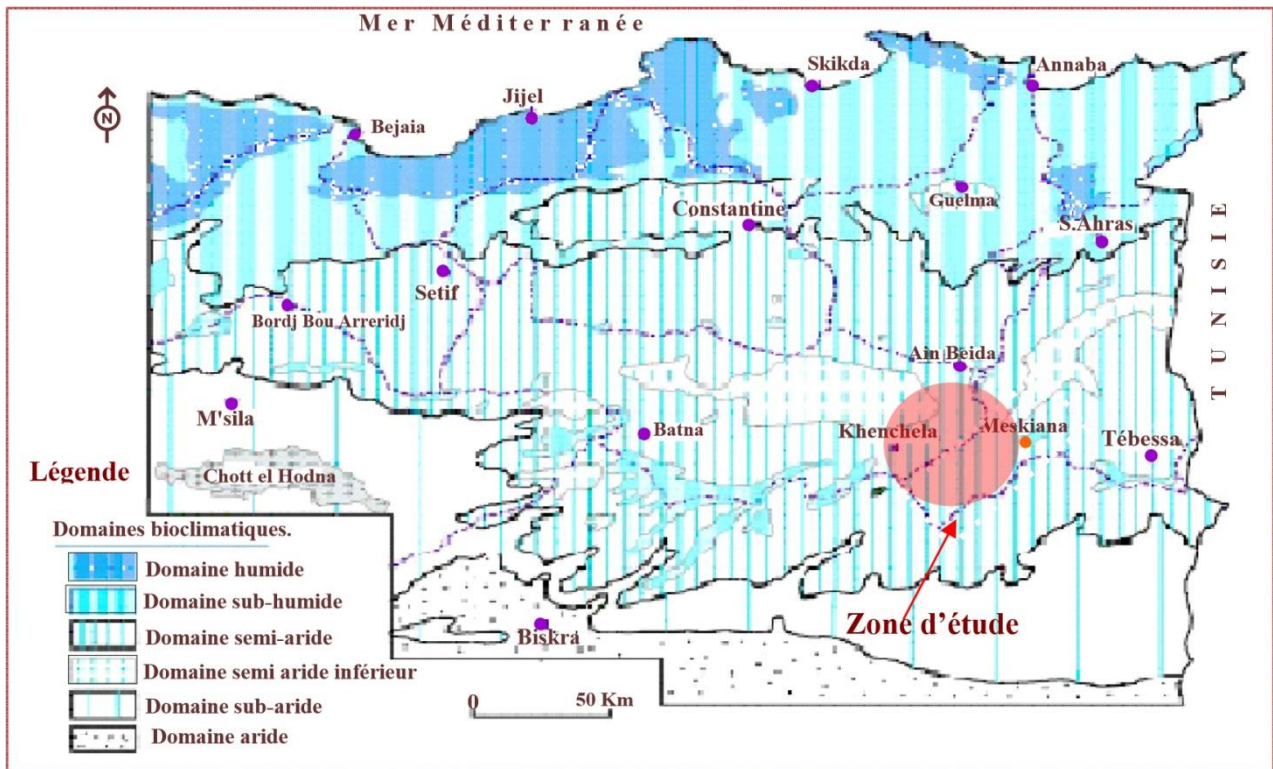 Mer Méditerranée
N
Skikda
Annaba
Jijel
Bejaia
Guelma
Constantine
S.Ahras
TUNISIE
Setif
Bordj Bou Arreridj
Ain Beida
M'sila
Batna
Khenchela
Meskiana
Tébessa
Légende
Chott el Hodna
Domaines bioclimatiques.
Domaine humide
Domaine sub-humide
Domaine semi-aride
Domaine semi aride inférieur
Domaine sub-aride
Domaine aride
Biskra
Zone d'étude
0 50 Km